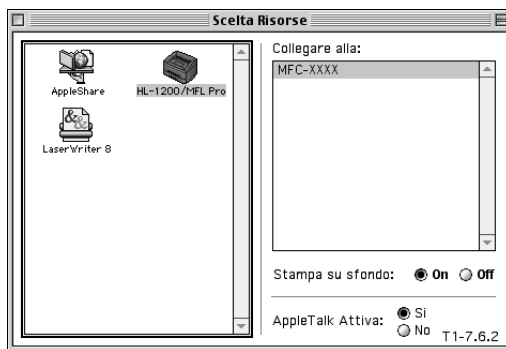 Scelta Risorse
AppleShare
HL-1200/MFL Pro
LaserWriter 8
Collegare alla:
MFC-XXXX
Stampa su sfondo: On Off
AppleTalk Attiva: Si
No
T1-7.6.2